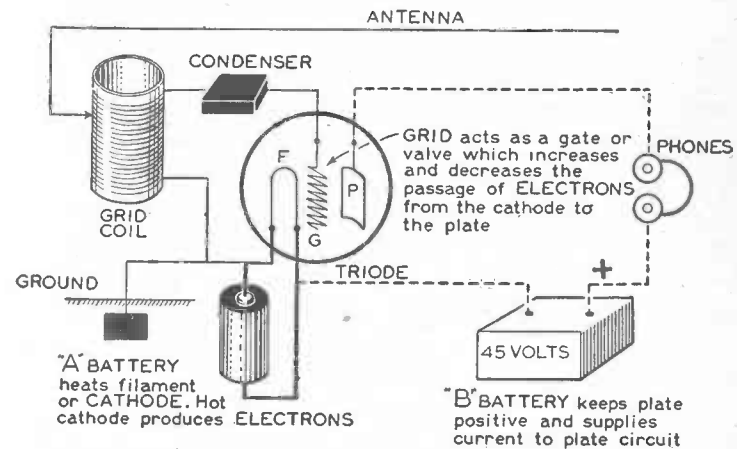 ANTENNA
CONDENSER
GRID acts as a gate or
valve which increases
and decreases the
passage of ELECTRONS
from the cathode to
the plate
PHONES
F
P
G
GRID
COIL
TRIODE
+
GROUND
45 VOLTS
"A" BATTERY
heats filament
or CATHODE. Hot
cathode produces ELECTRONS
"B" BATTERY keeps plate
positive and supplies
current to plate circuit